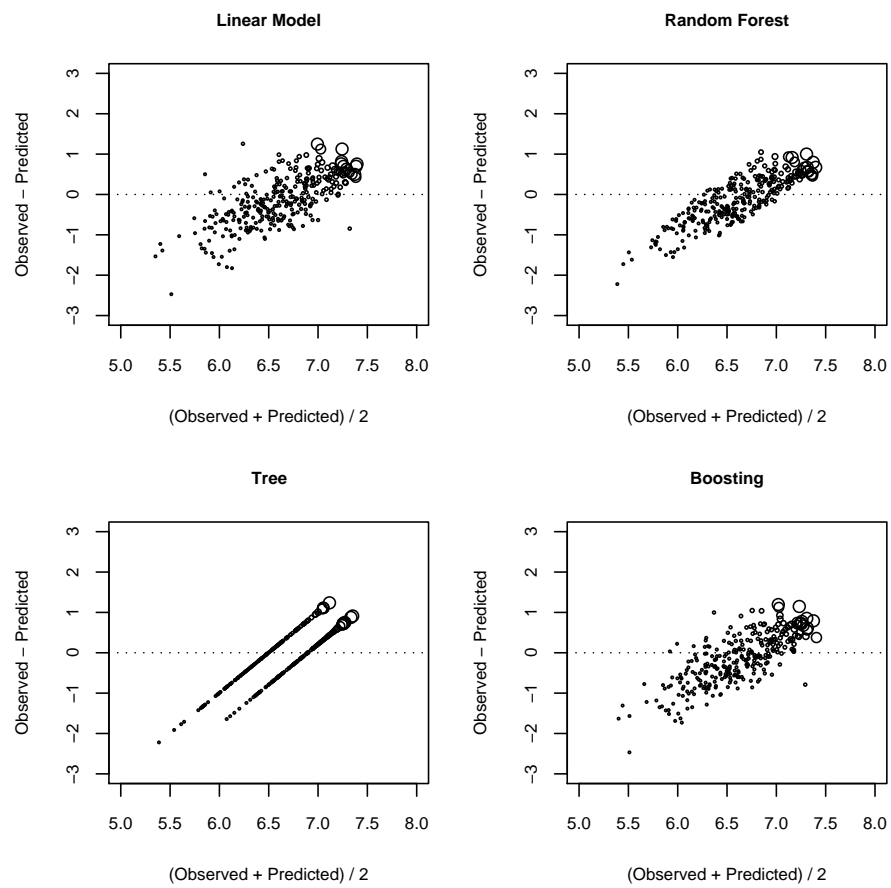 Linear Model
Observed − Predicted
3
2
1
0
−1
−2
−3
5.0 5.5 6.0 6.5 7.0 7.5 8.0
(Observed + Predicted) / 2
Random Forest
Observed − Predicted
3
2
1
0
−1
−2
−3
5.0 5.5 6.0 6.5 7.0 7.5 8.0
(Observed + Predicted) / 2
Tree
Observed − Predicted
3
2
1
0
−1
−2
−3
5.0 5.5 6.0 6.5 7.0 7.5 8.0
(Observed + Predicted) / 2
Boosting
Observed − Predicted
3
2
1
0
−1
−2
−3
5.0 5.5 6.0 6.5 7.0 7.5 8.0
(Observed + Predicted) / 2